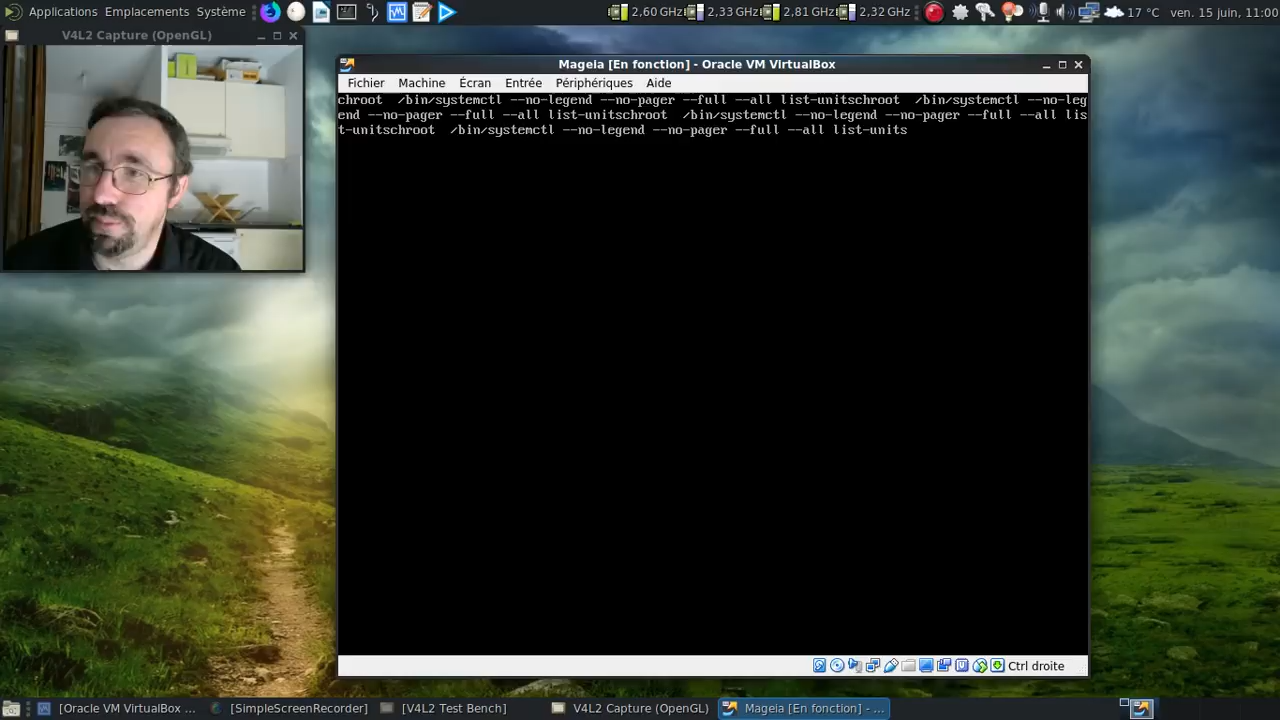 Applications Emplacements Système 2,60 GHz 2,33 GHz 2,81 GHz 2,32 GHz 17 °C ven. 15 juin, 11:00
V4L2 Capture (OpenGL)
Mageia [En fonction] - Oracle VM VirtualBox
Fichier Machine Écran Entrée Périphériques Aide
chroot  /bin/systemctl --no-legend --no-pager --full --all list-unitschroot  /bin/systemctl --no-leg
end --no-pager --full --all list-unitschroot  /bin/systemctl --no-legend --no-pager --full --all lis
t-unitschroot  /bin/systemctl --no-legend --no-pager --full --all list-units
Ctrl droite
[Oracle VM VirtualBox ... [SimpleScreenRecorder] [V4L2 Test Bench] V4L2 Capture (OpenGL) Mageia [En fonction] - ...